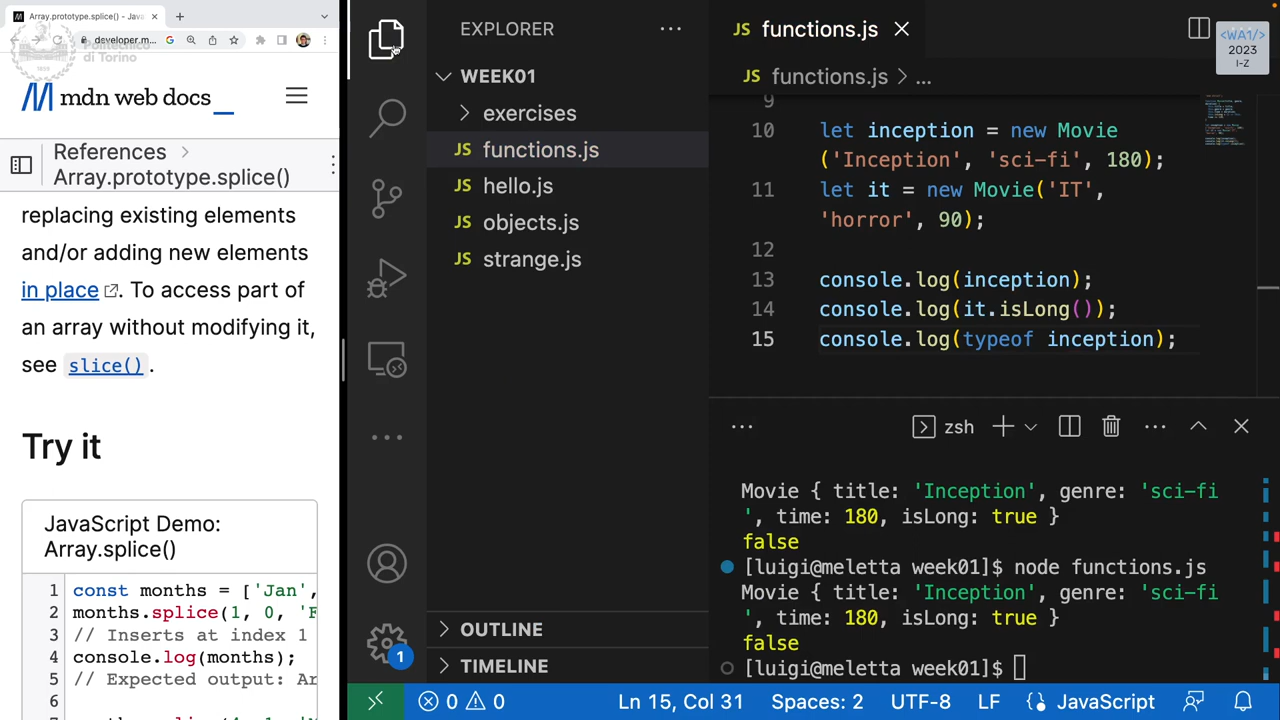 Array.prototype.splice() - Java
developer.m...
Politecnico
di Torino
mdn web docs
References
Array.prototype.splice()
replacing existing elements
and/or adding new elements
in place. To access part of
an array without modifying it,
see slice().
Try it
JavaScript Demo:
Array.splice()
1 const months = ['Jan',
2 months.splice(1, 0, 'F
3 // Inserts at index 1
4 console.log(months);
5 // Expected output: Ar
6
EXPLORER
WEEK01
exercises
JS functions.js
JS hello.js
JS objects.js
JS strange.js
OUTLINE
TIMELINE
1
JS functions.js
<WA1/>
2023
I-Z
JS functions.js > ...
9
10 let inception = new Movie
('Inception', 'sci-fi', 180);
11 let it = new Movie('IT',
'horror', 90);
12
13 console.log(inception);
14 console.log(it.isLong());
15 console.log(typeof inception);
zsh
Movie { title: 'Inception', genre: 'sci-fi
', time: 180, isLong: true }
false
[luigi@meletta week01]$ node functions.js
Movie { title: 'Inception', genre: 'sci-fi
', time: 180, isLong: true }
false
[luigi@meletta week01]$
0 0 Ln 15, Col 31 Spaces: 2 UTF-8 LF JavaScript